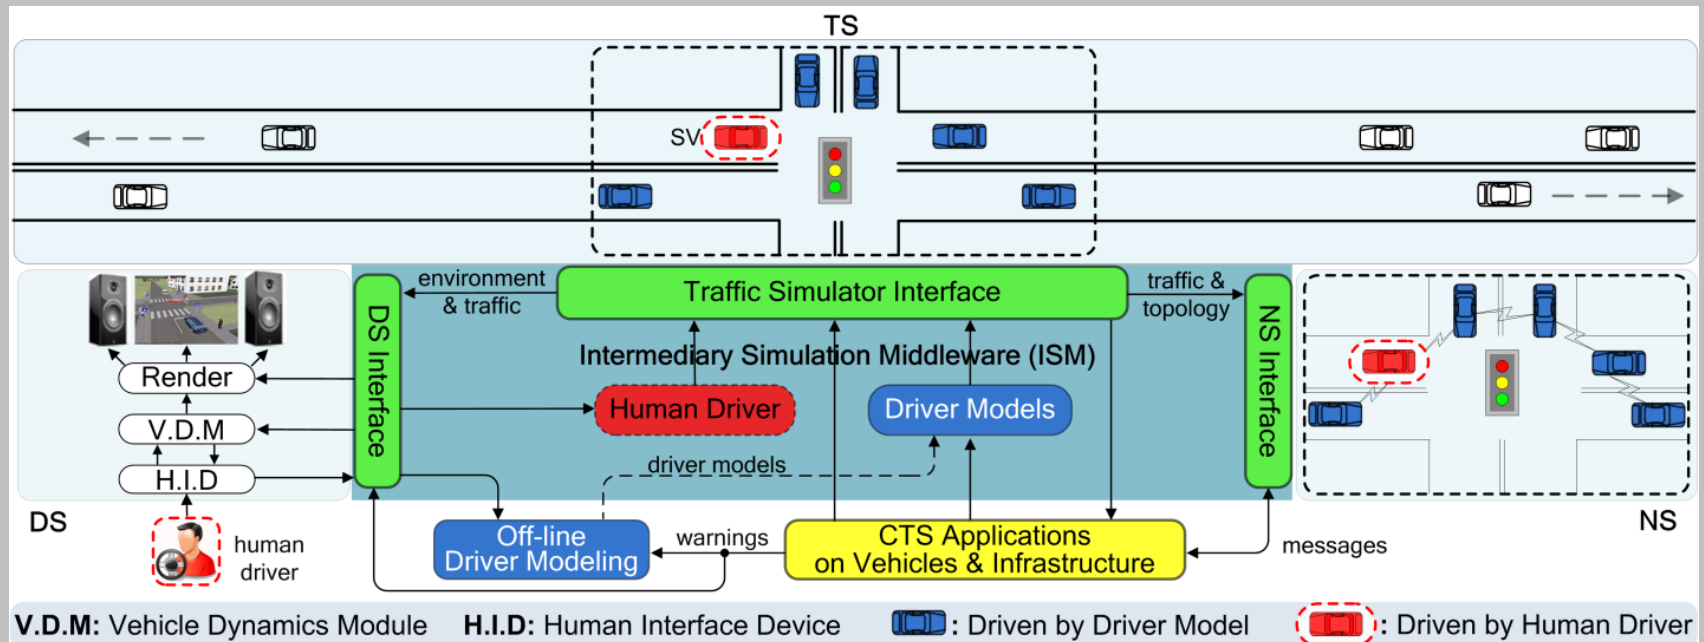 TS
SV
environment
& traffic
Traffic Simulator Interface
traffic &
topology
DS Interface
NS Interface
Intermediary Simulation Middleware (ISM)
Render
Human Driver
Driver Models
V.D.M
driver models
H.I.D
DS
NS
human
driver
Off-line
Driver Modeling
warnings
CTS Applications
on Vehicles & Infrastructure
messages
V.D.M: Vehicle Dynamics Module H.I.D: Human Interface Device : Driven by Driver Model : Driven by Human Driver